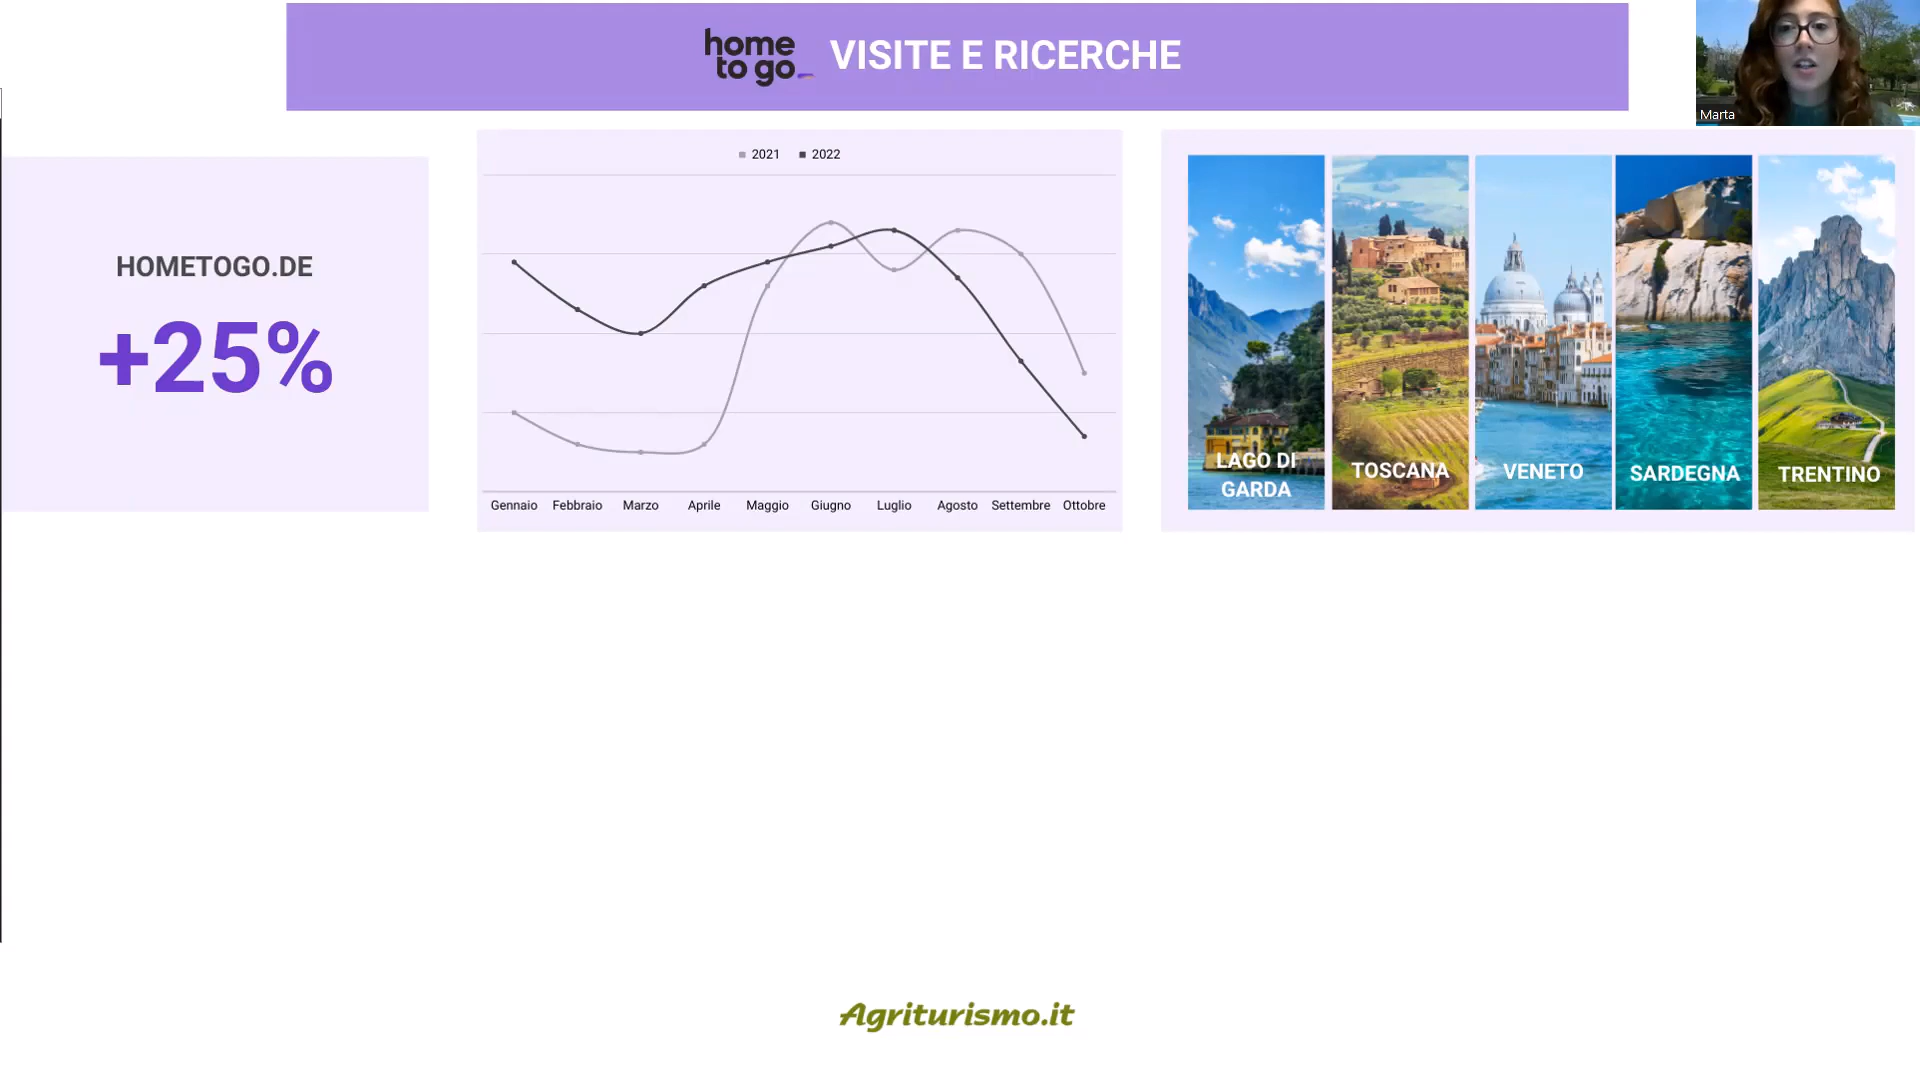 home
to go_
VISITE E RICERCHE
Marta
HOMETOGO.DE
+25%
2021 2022
Gennaio Febbraio Marzo Aprile Maggio Giugno Luglio Agosto Settembre Ottobre
LAGO DI
GARDA
TOSCANA
VENETO
SARDEGNA
TRENTINO
Agriturismo.it